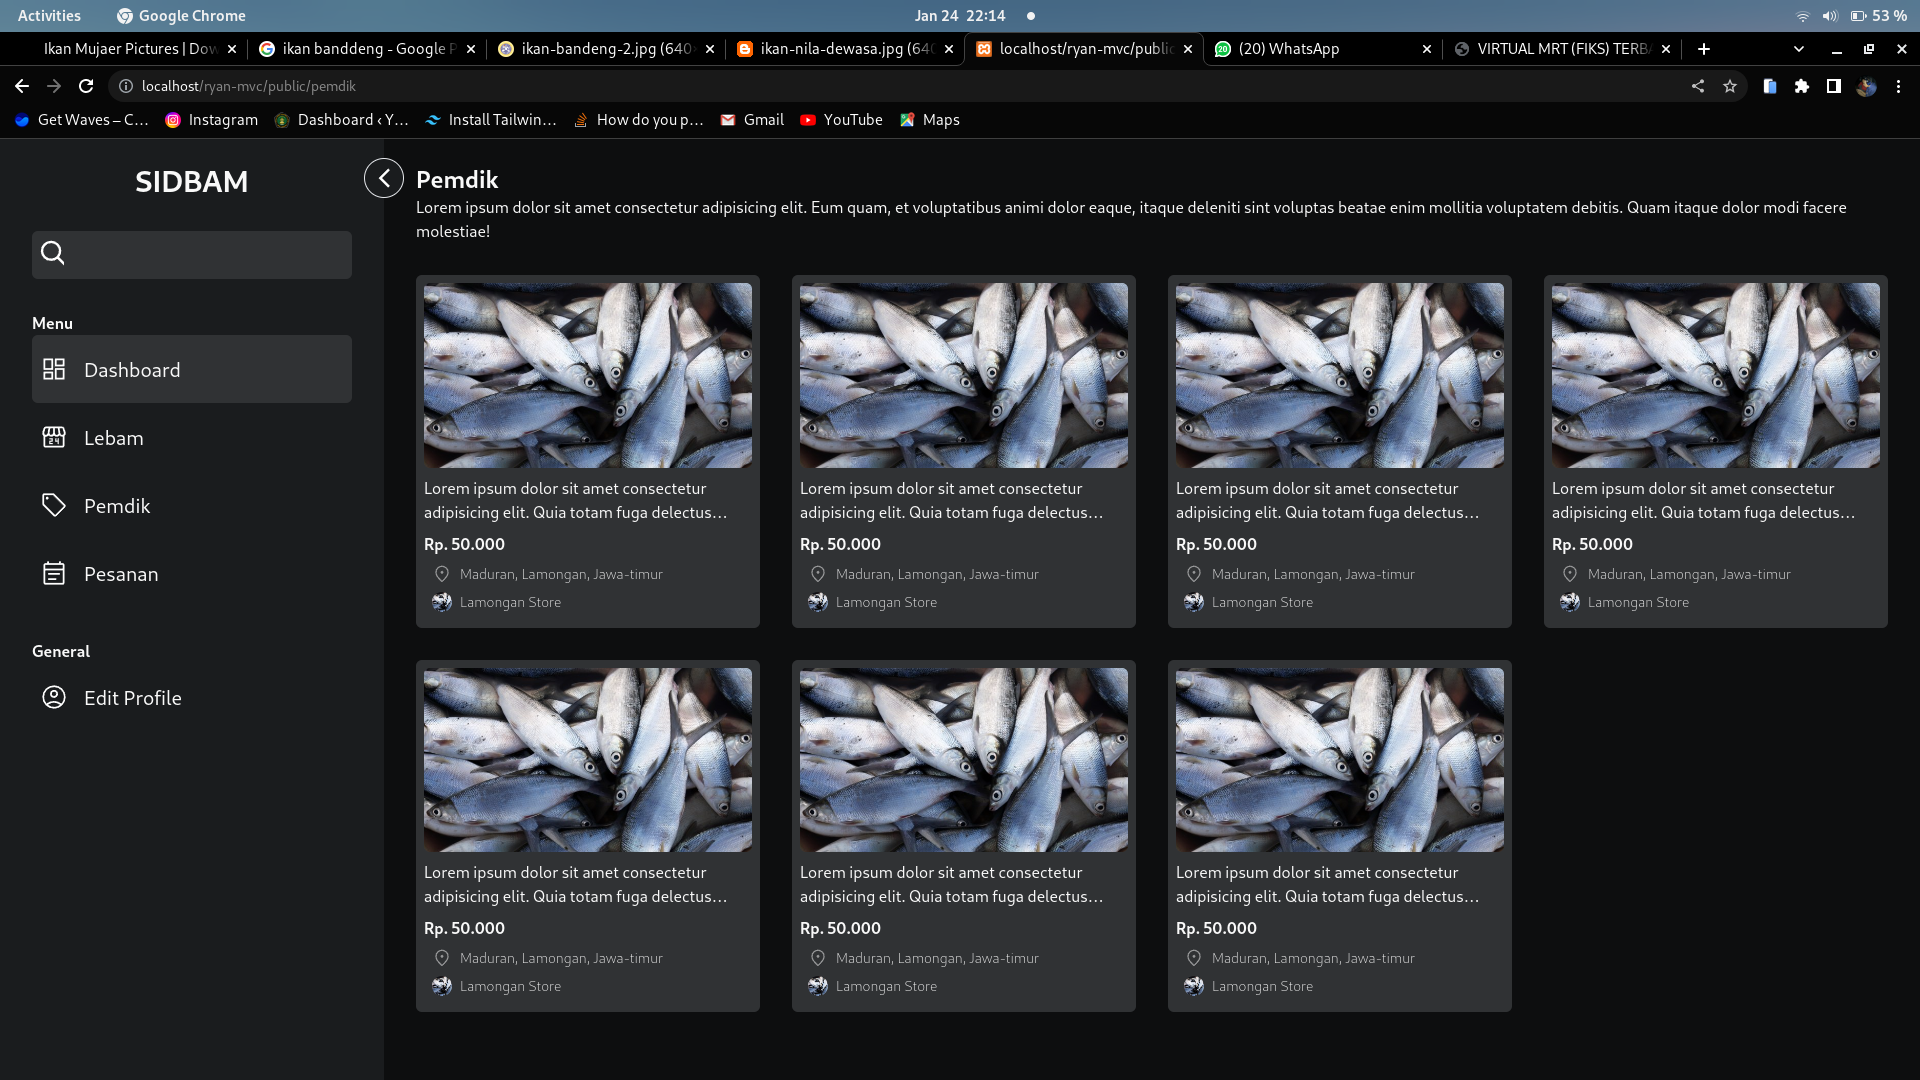 Activities
Google Chrome
Jan 24 22:14
53 %
Ikan Mujaer Pictures | Dow
ikan banddeng - Google P
ikan-bandeng-2.jpg (640×
ikan-nila-dewasa.jpg (640
localhost/ryan-mvc/public
(20) WhatsApp
VIRTUAL MRT (FIKS) TERBA
localhost/ryan-mvc/public/pemdik
Get Waves – C…
Instagram
Dashboard ‹ Y…
Install Tailwin…
How do you p…
Gmail
YouTube
Maps
SIDBAM
Menu
Dashboard
Lebam
Pemdik
Pesanan
General
Edit Profile
Pemdik
Lorem ipsum dolor sit amet consectetur adipisicing elit. Eum quam, et voluptatibus animi dolor eaque, itaque deleniti sint voluptas beatae enim mollitia voluptatem debitis. Quam itaque dolor modi facere
molestiae!
Lorem ipsum dolor sit amet consectetur
adipisicing elit. Quia totam fuga delectus…
Rp. 50.000
Maduran, Lamongan, Jawa-timur
Lamongan Store
Lorem ipsum dolor sit amet consectetur
adipisicing elit. Quia totam fuga delectus…
Rp. 50.000
Maduran, Lamongan, Jawa-timur
Lamongan Store
Lorem ipsum dolor sit amet consectetur
adipisicing elit. Quia totam fuga delectus…
Rp. 50.000
Maduran, Lamongan, Jawa-timur
Lamongan Store
Lorem ipsum dolor sit amet consectetur
adipisicing elit. Quia totam fuga delectus…
Rp. 50.000
Maduran, Lamongan, Jawa-timur
Lamongan Store
Lorem ipsum dolor sit amet consectetur
adipisicing elit. Quia totam fuga delectus…
Rp. 50.000
Maduran, Lamongan, Jawa-timur
Lamongan Store
Lorem ipsum dolor sit amet consectetur
adipisicing elit. Quia totam fuga delectus…
Rp. 50.000
Maduran, Lamongan, Jawa-timur
Lamongan Store
Lorem ipsum dolor sit amet consectetur
adipisicing elit. Quia totam fuga delectus…
Rp. 50.000
Maduran, Lamongan, Jawa-timur
Lamongan Store